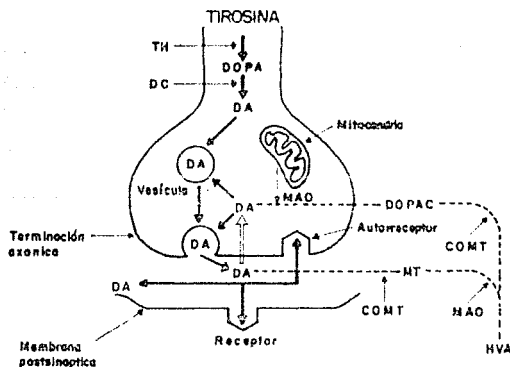 TIROSINA
TH
DOPA
DC
DA
Mitocondria
DA
Vesícula
MAO
DA
DOPAC
Terminación
axonica
DA
Autorreceptor
COMT
DA
MT
DA
COMT
MAO
Membrana
postsinaptica
Receptor
HVA